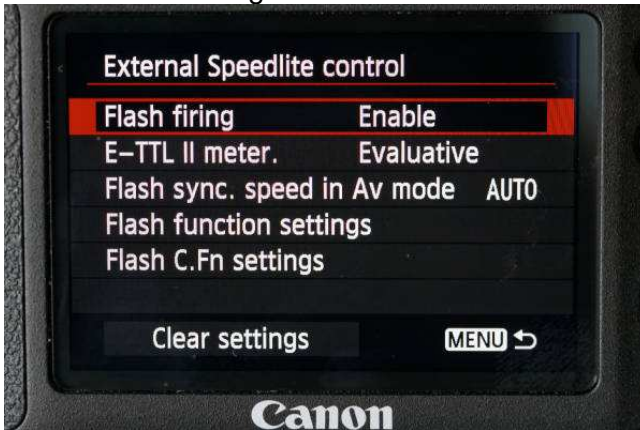 External Speedlite control
Flash firing Enable
E-TTL II meter. Evaluative
Flash sync. speed in Av mode AUTO
Flash function settings
Flash C.Fn settings
Clear settings MENU
Canon